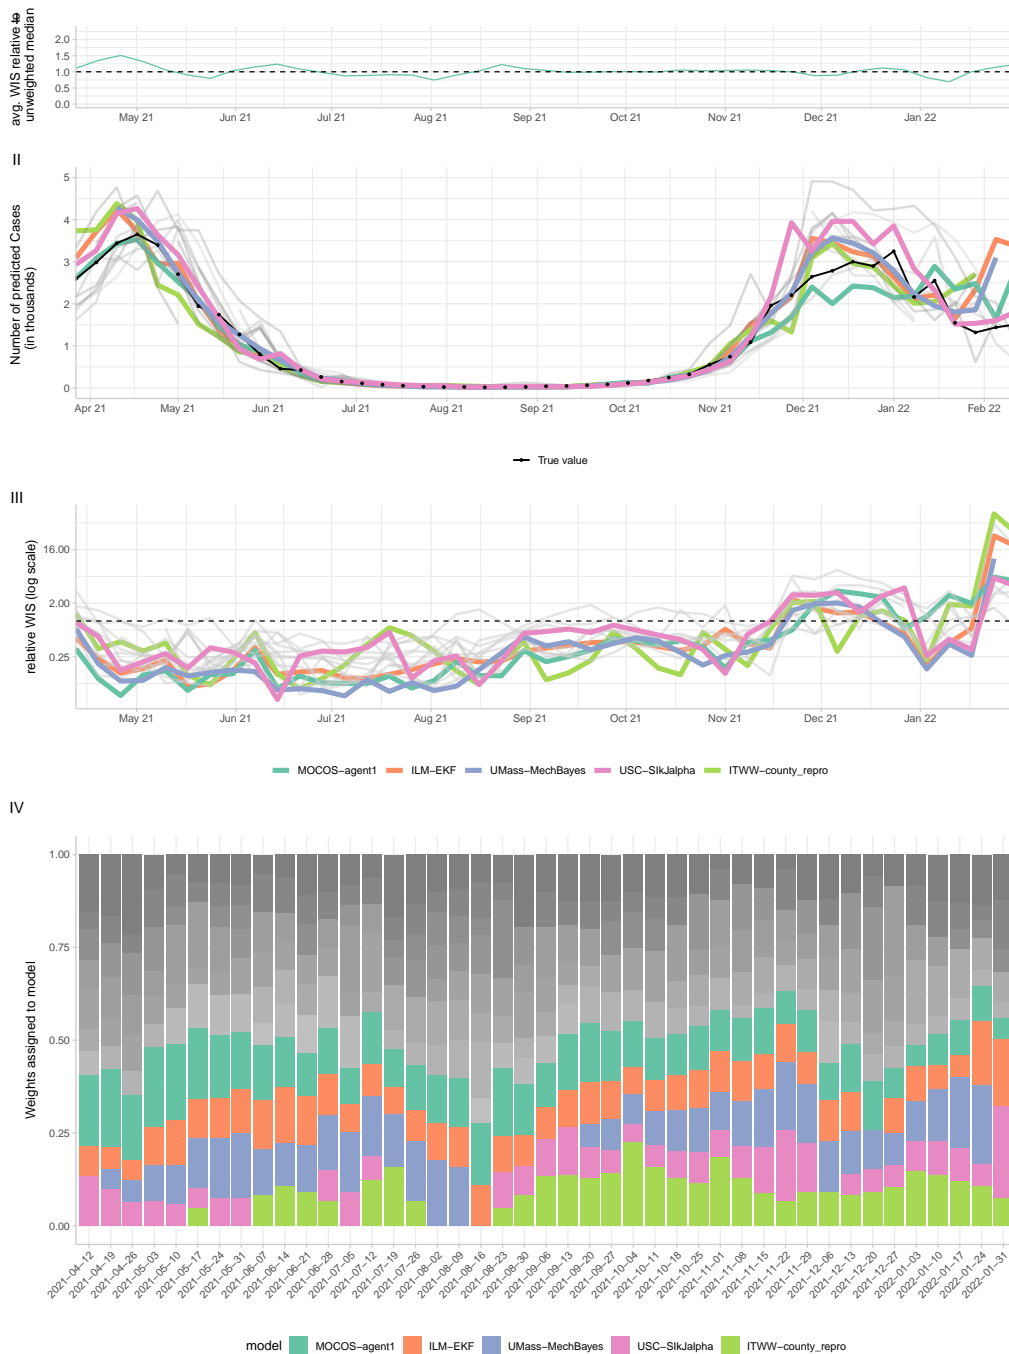 I
avg. WIS relative to
unweighted median
2.0
1.5
1.0
0.5
0.0
May 21 Jun 21 Jul 21 Aug 21 Sep 21 Oct 21 Nov 21 Dec 21 Jan 22
II
Number of predicted Cases
(in thousands)
5
4
3
2
1
0
Apr 21 May 21 Jun 21 Jul 21 Aug 21 Sep 21 Oct 21 Nov 21 Dec 21 Jan 22 Feb 22
True value
III
relative WIS (log scale)
16.00
2.00
0.25
May 21 Jun 21 Jul 21 Aug 21 Sep 21 Oct 21 Nov 21 Dec 21 Jan 22
MOCOS−agent1 ILM−EKF UMass−MechBayes USC−SIkJalpha ITWW−county_repro
IV
Weights assigned to model
1.00
0.75
0.50
0.25
0.00
2021−04−12 2021−04−19 2021−04−26 2021−05−03 2021−05−10 2021−05−17 2021−05−24 2021−05−31 2021−06−07 2021−06−14 2021−06−21 2021−06−28 2021−07−05 2021−07−12 2021−07−19 2021−07−26 2021−08−02 2021−08−09 2021−08−16 2021−08−23 2021−08−30 2021−09−06 2021−09−13 2021−09−20 2021−09−27 2021−10−04 2021−10−11 2021−10−18 2021−10−25 2021−11−01 2021−11−08 2021−11−15 2021−11−22 2021−11−29 2021−12−06 2021−12−13 2021−12−20 2021−12−27 2022−01−03 2022−01−10 2022−01−17 2022−01−24 2022−01−31
model MOCOS−agent1 ILM−EKF UMass−MechBayes USC−SIkJalpha ITWW−county_repro